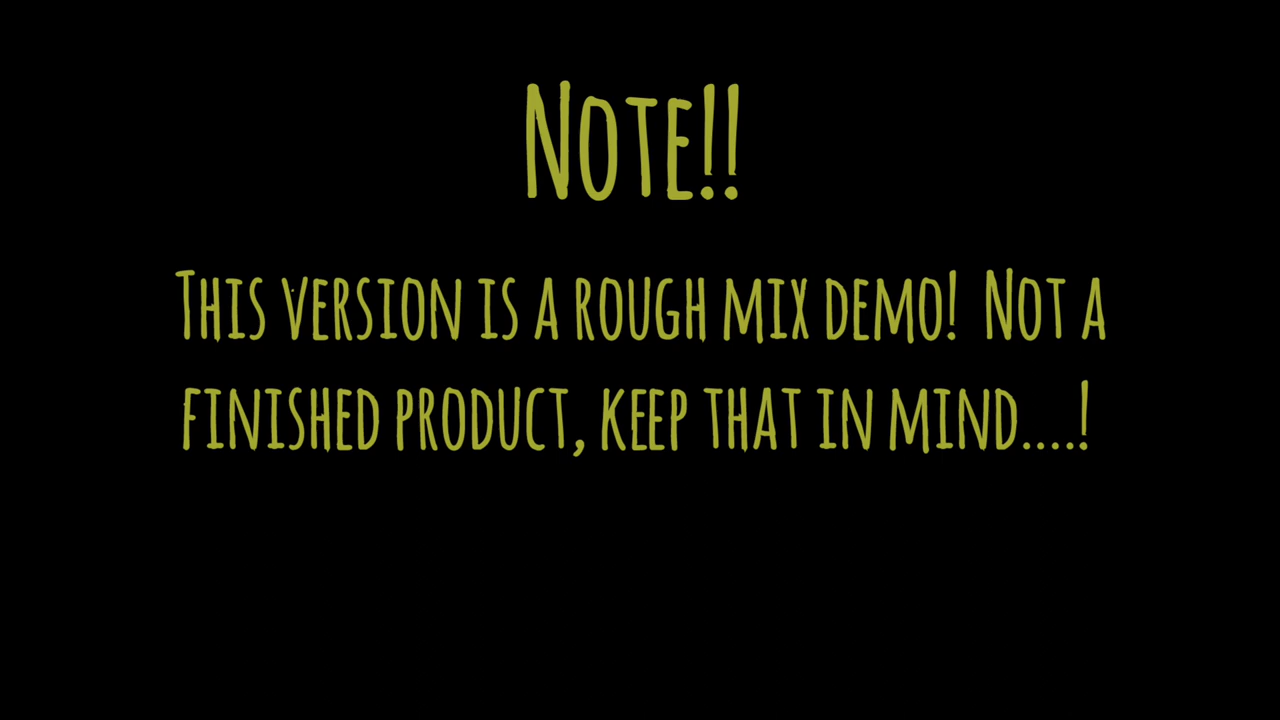 Note!!
This version is a rough mix demo! Not a
finished product, keep that in mind....!